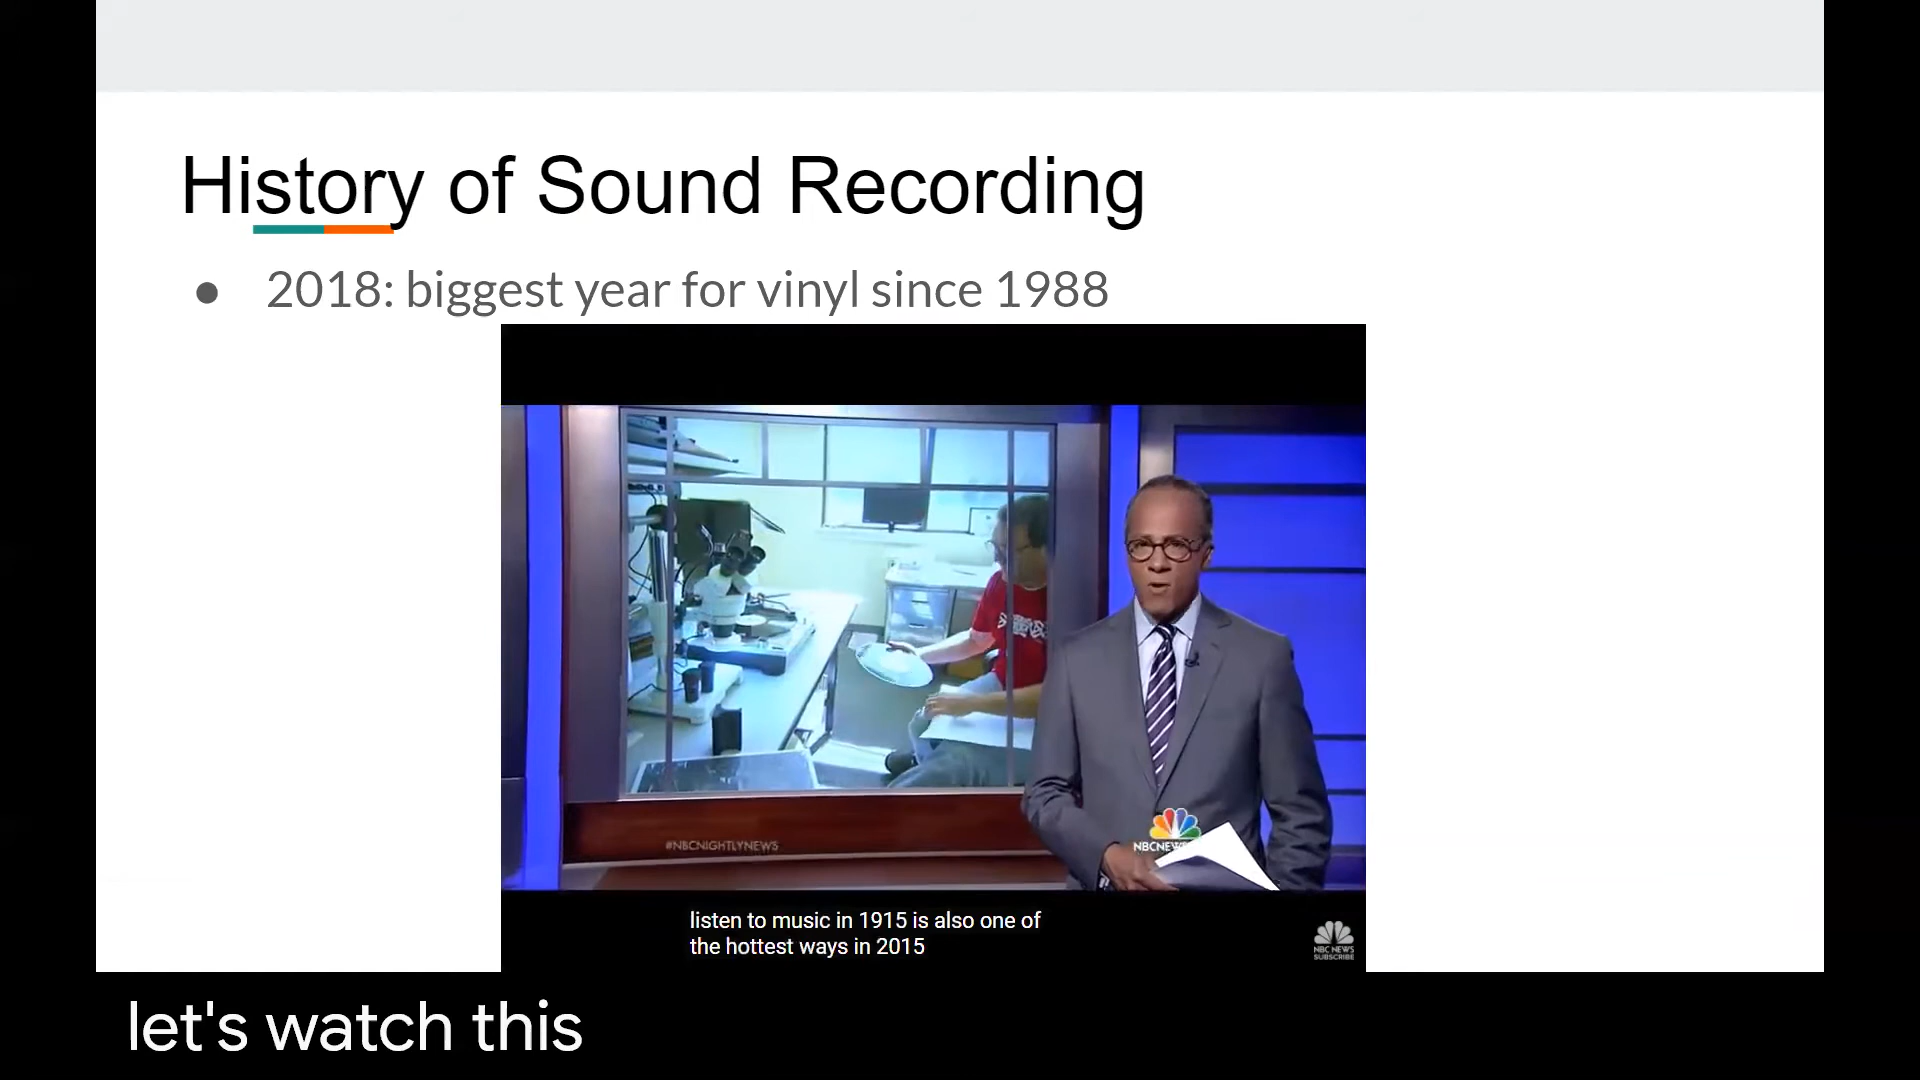 History of Sound Recording
● 2018: biggest year for vinyl since 1988
#NBCNIGHTLYNEWS
NBCNEWS
listen to music in 1915 is also one of
the hottest ways in 2015
NBC NEWS
SUBSCRIBE
let's watch this